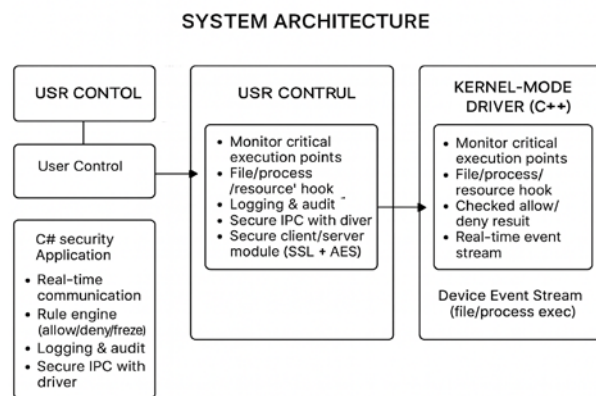 SYSTEM ARCHITECTURE
USR CONTOL
User Control
C# security
Application
• Real-time
communication
• Rule engine
(allow/deny/freze)
• Logging & audit
• Secure IPC with
driver
USR CONTRUL
• Monitor critical
execution points
• File/process
/resource' hook
• Logging & audit
• Secure IPC with diver
• Secure client/server
module (SSL + AES)
KERNEL-MODE
DRIVER (C++)
• Monitor critical
execution points
• File/process/
resource hook
• Checked allow/
deny resuit
• Real-time event
stream
Device Event Stream
(file/process exec)